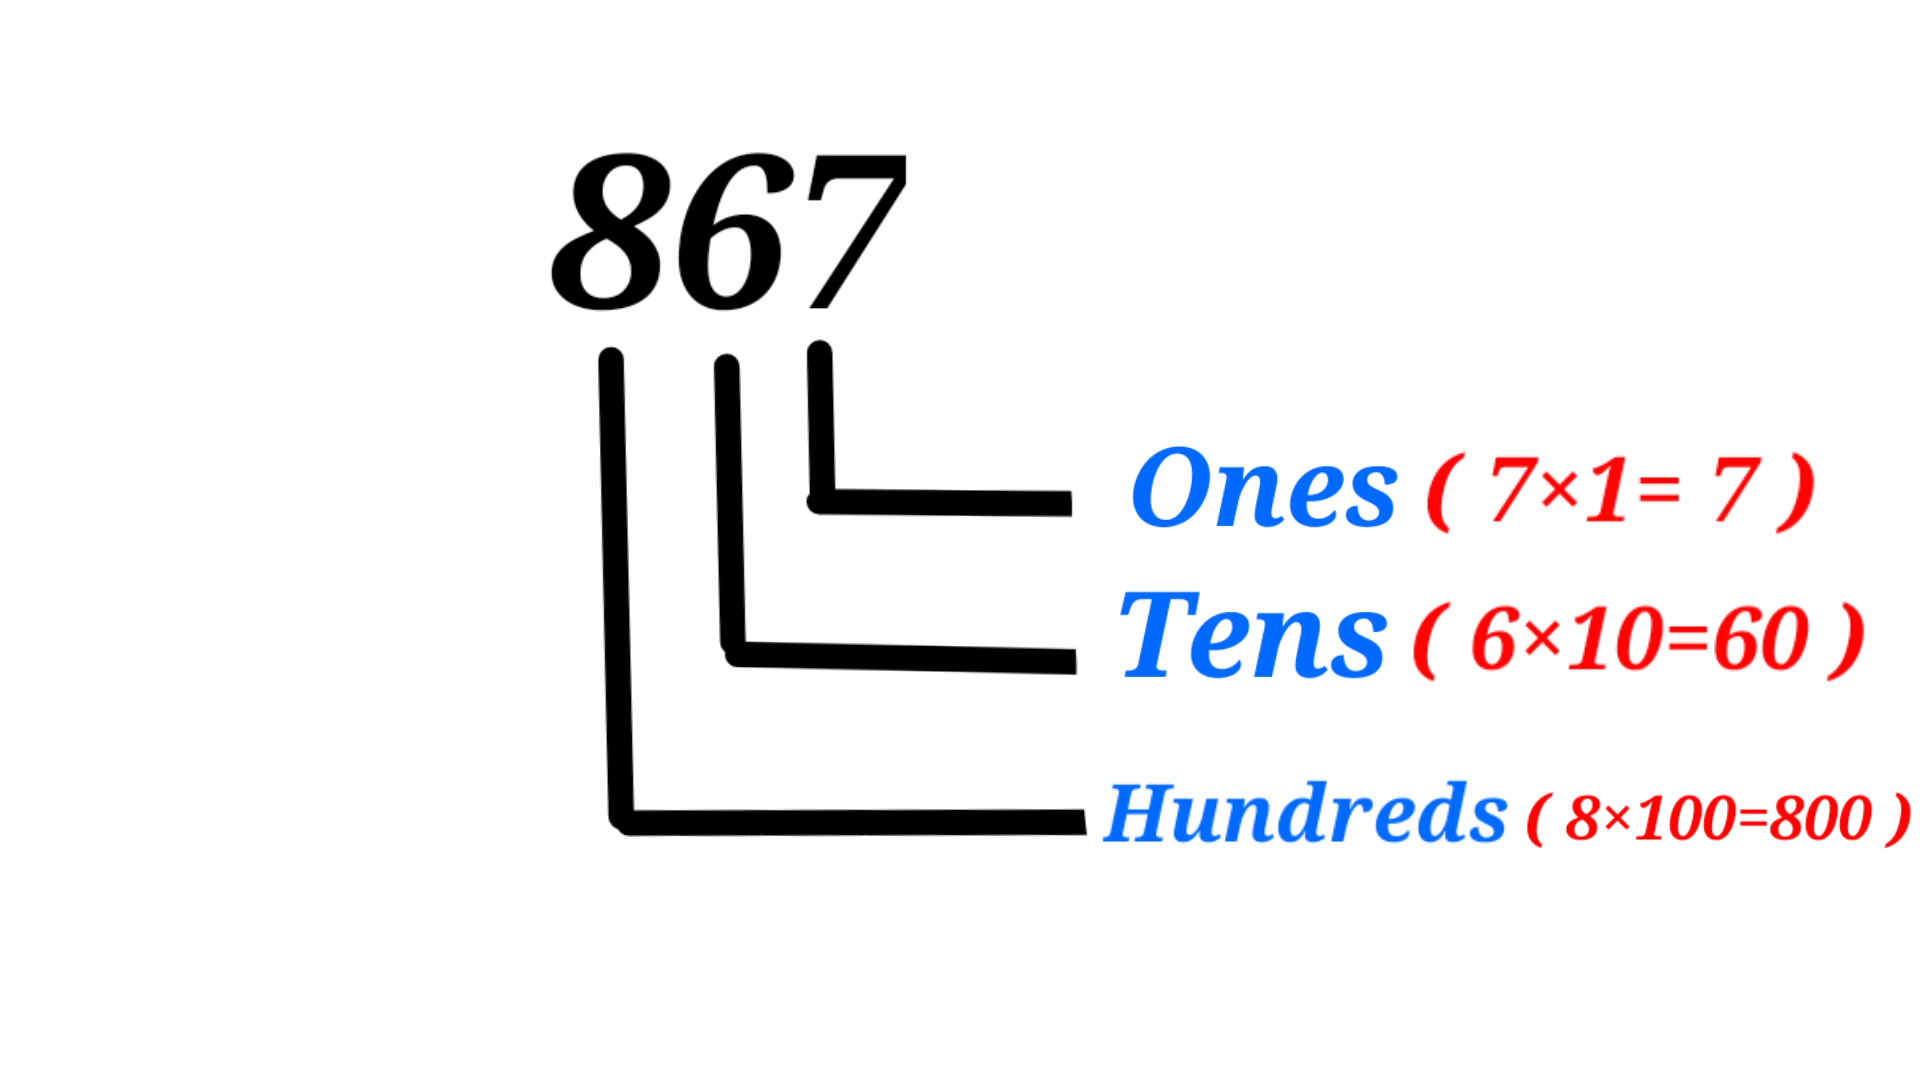 867
Ones ( 7×1= 7 )
Tens ( 6×10=60 )
Hundreds ( 8×100=800 )